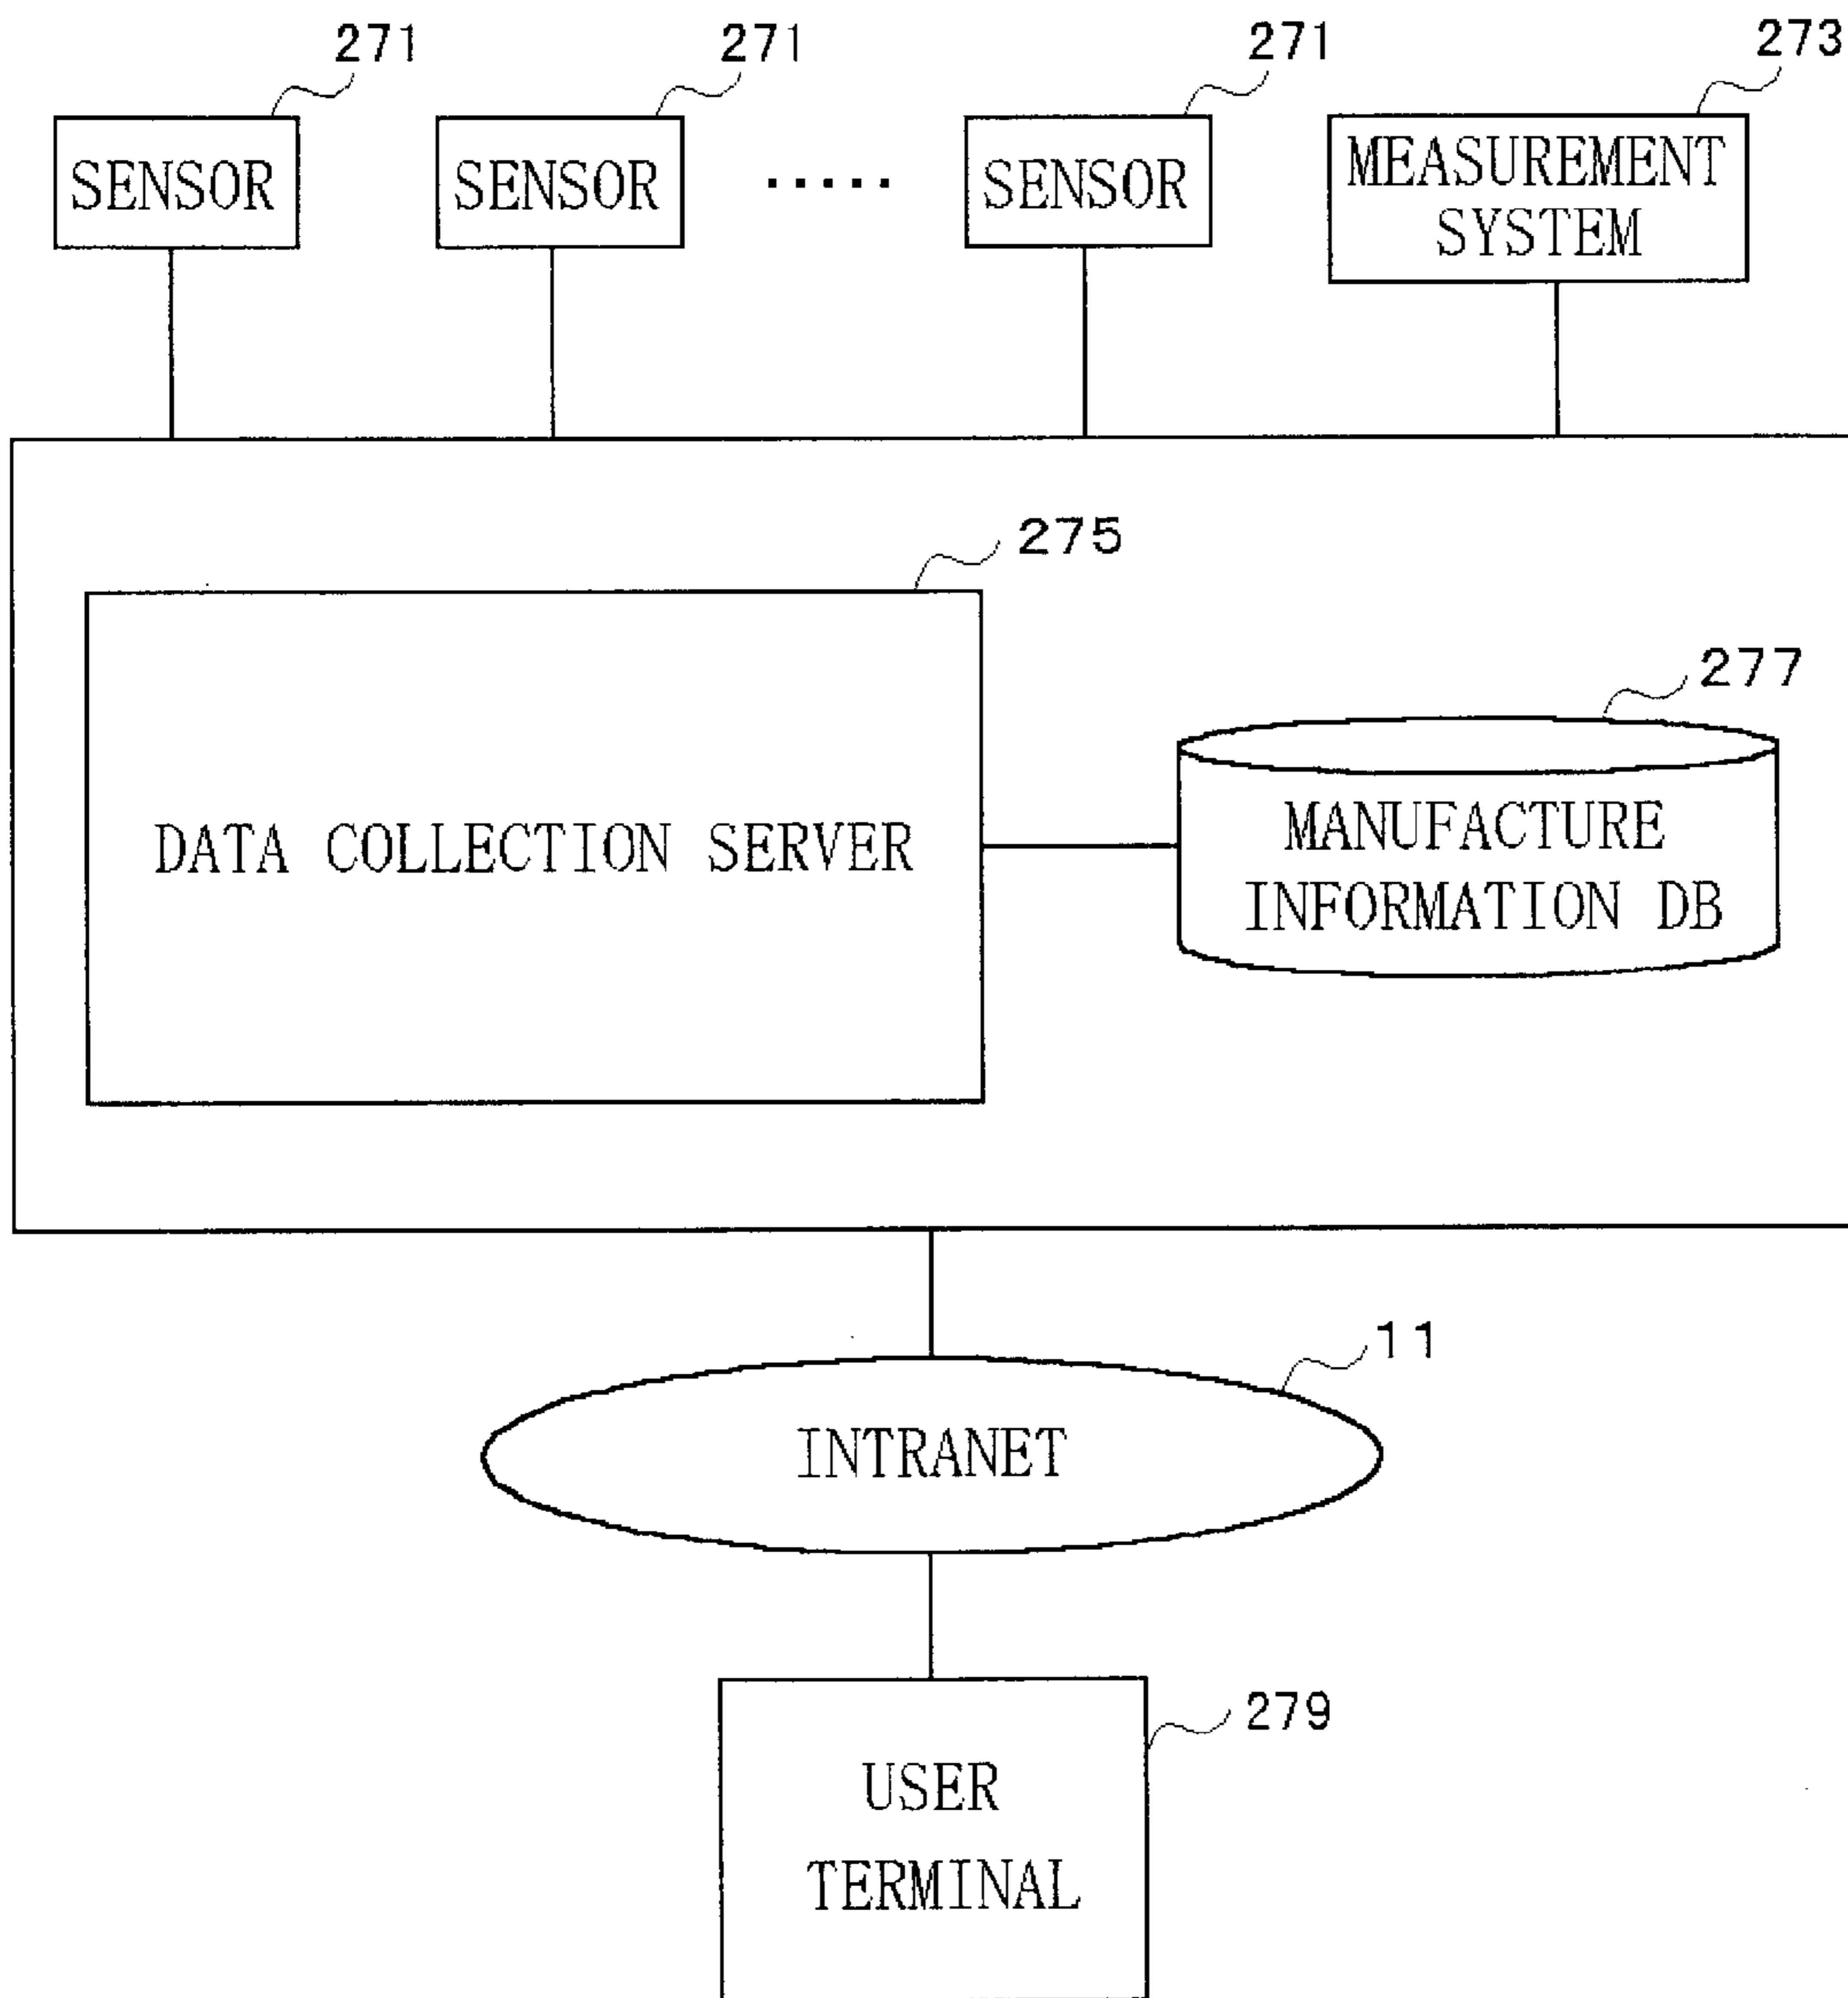 271 271 271 273
SENSOR SENSOR ..... SENSOR MEASUREMENT
SYSTEM
275
277
DATA COLLECTION SERVER
MANUFACTURE
INFORMATION DB
11
INTRANET
279
USER
TERMINAL